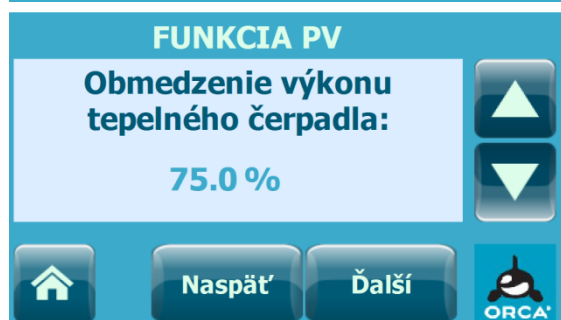 FUNKCIA PV
Obmedzenie výkonu
tepelného čerpadla:
75.0 %
Naspäť
Ďalší
ORCA®